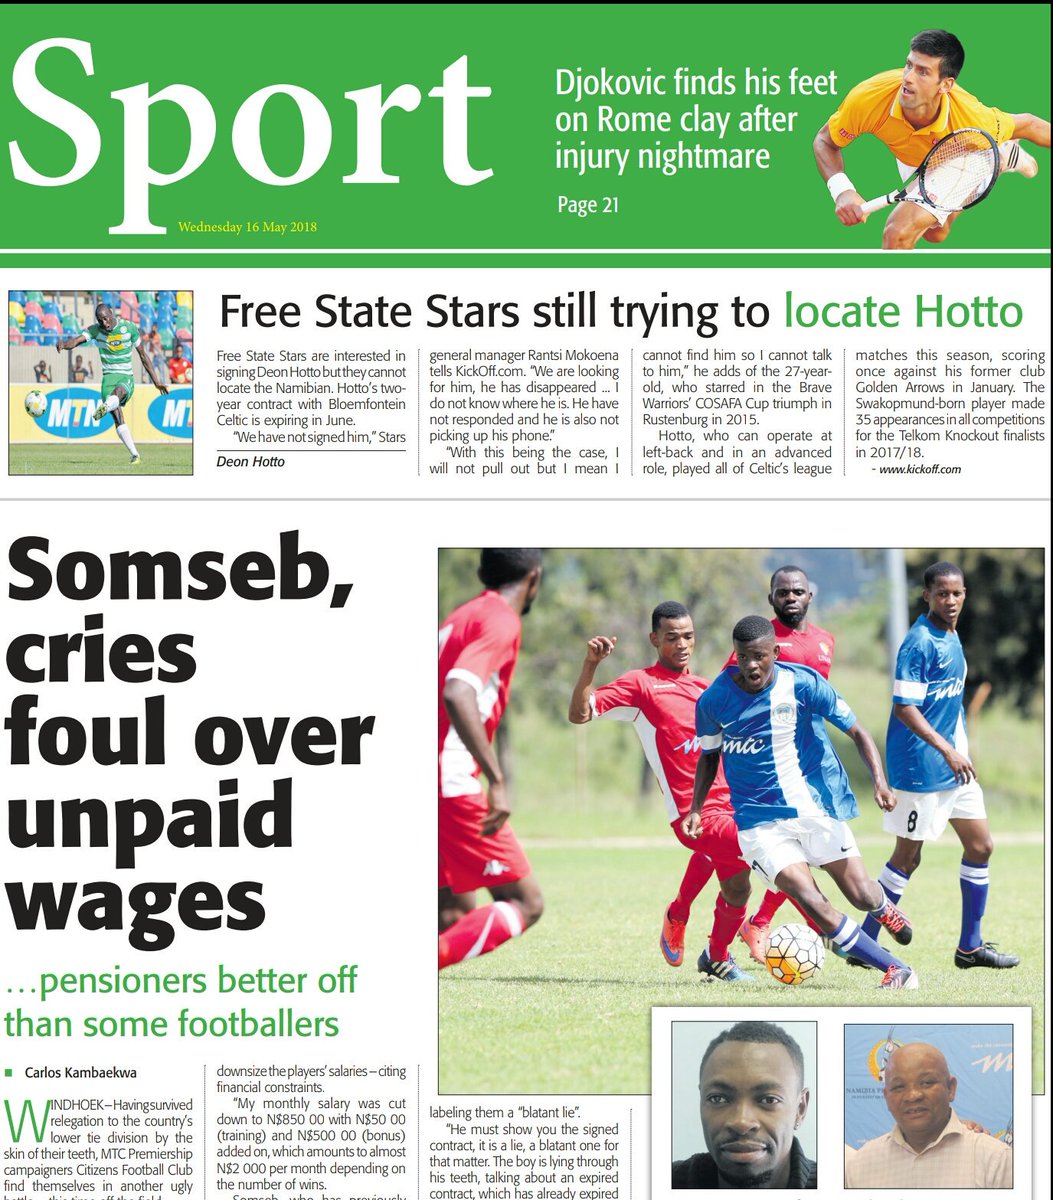 Sport
Wednesday 16 May 2018
Djokovic finds his feet
on Rome clay after
injury nightmare
Page 21
Free State Stars still trying to locate Hotto
MTN
MTN
Deon Hotto
Free State Stars are interested in
signing Deon Hotto but they cannot
locate the Namibian. Hotto's two-
year contract with Bloemfontein
Celtic is expiring in June.
"We have not signed him," Stars
general manager Rantsi Mokoena
tells KickOff.com. "We are looking
for him, he has disappeared ... I
do not know where he is. He have
not responded and he is also not
picking up his phone."
"With this being the case, I
will not pull out but I mean I
cannot find him so I cannot talk
to him," he adds of the 27-year-
old, who starred in the Brave
Warriors' COSAFA Cup triumph in
Rustenburg in 2015.
Hotto, who can operate at
left-back and in an advanced
role, played all of Celtic's league
matches this season, scoring
once against his former club
Golden Arrows in January. The
Swakopmund-born player made
35 appearances in all competitions
for the Telkom Knockout finalists
in 2017/18.
- www.kickoff.com
Somseb,
cries
foul over
unpaid
wages
...pensioners better off
than some footballers
mtc
mtc
8
Carlos Kambaekwa
WINDHOEK – Having survived
relegation to the country's
lower tie division by the
skin of their teeth, MTC Premiership
campaigners Citizens Football Club
find themselves in another ugly
downsize the players' salaries – citing
financial constraints.
"My monthly salary was cut
down to N$850 00 with N$50 00
(training) and N$500 00 (bonus)
added on, which amounts to almost
N$2 000 per month depending on
the number of wins.
Somseb, who has previously
labeling them a "blatant lie".
"He must show you the signed
contract, it is a lie, a blatant one for
that matter. The boy is lying through
his teeth, talking about an expired
contract, which has already expired